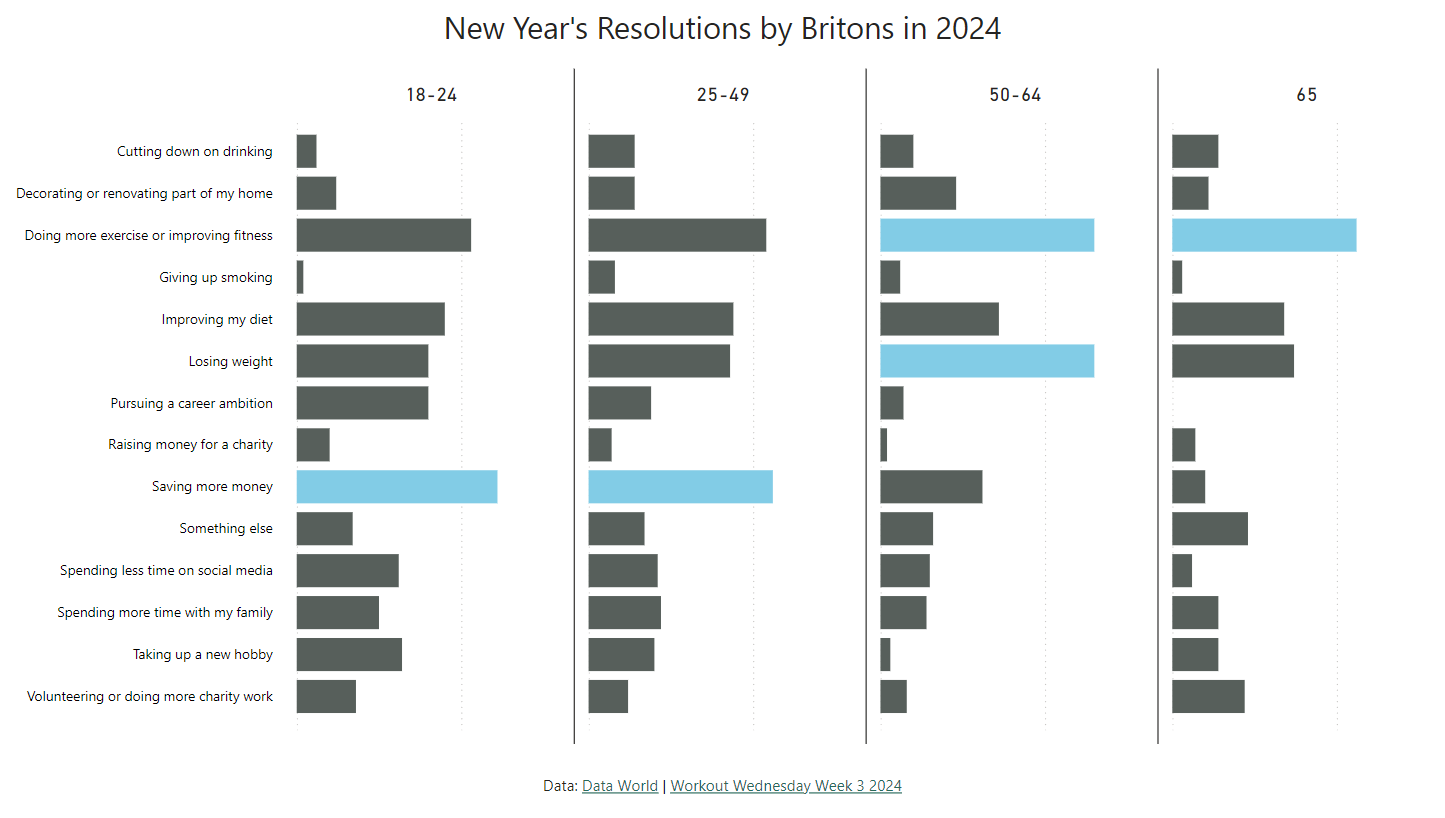 New Year's Resolutions by Britons in 2024
18-24 25-49 50-64 65
Cutting down on drinking
Decorating or renovating part of my home
Doing more exercise or improving fitness
Giving up smoking
Improving my diet
Losing weight
Pursuing a career ambition
Raising money for a charity
Saving more money
Something else
Spending less time on social media
Spending more time with my family
Taking up a new hobby
Volunteering or doing more charity work
Data: Data World | Workout Wednesday Week 3 2024